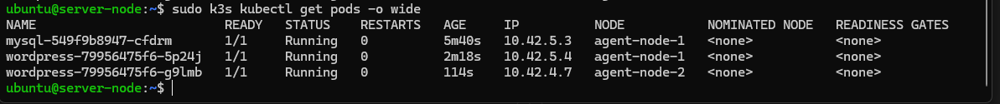 ubuntu@server-node:~$ sudo k3s kubectl get pods -o wide
NAME                         READY   STATUS    RESTARTS   AGE     IP          NODE           NOMINATED NODE   READINESS GATES
mysql-549f9b8947-cfdrm       1/1     Running   0          5m40s   10.42.5.3   agent-node-1   <none>           <none>
wordpress-79956475f6-5p24j   1/1     Running   0          2m18s   10.42.5.4   agent-node-1   <none>           <none>
wordpress-79956475f6-g9lmb   1/1     Running   0          114s    10.42.4.7   agent-node-2   <none>           <none>
ubuntu@server-node:~$